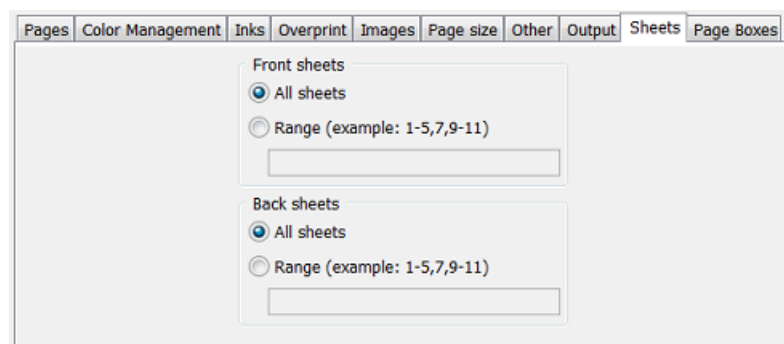 Pages Color Management Inks Overprint Images Page size Other Output Sheets Page Boxes
Front sheets
All sheets
Range (example: 1-5,7,9-11)
Back sheets
All sheets
Range (example: 1-5,7,9-11)